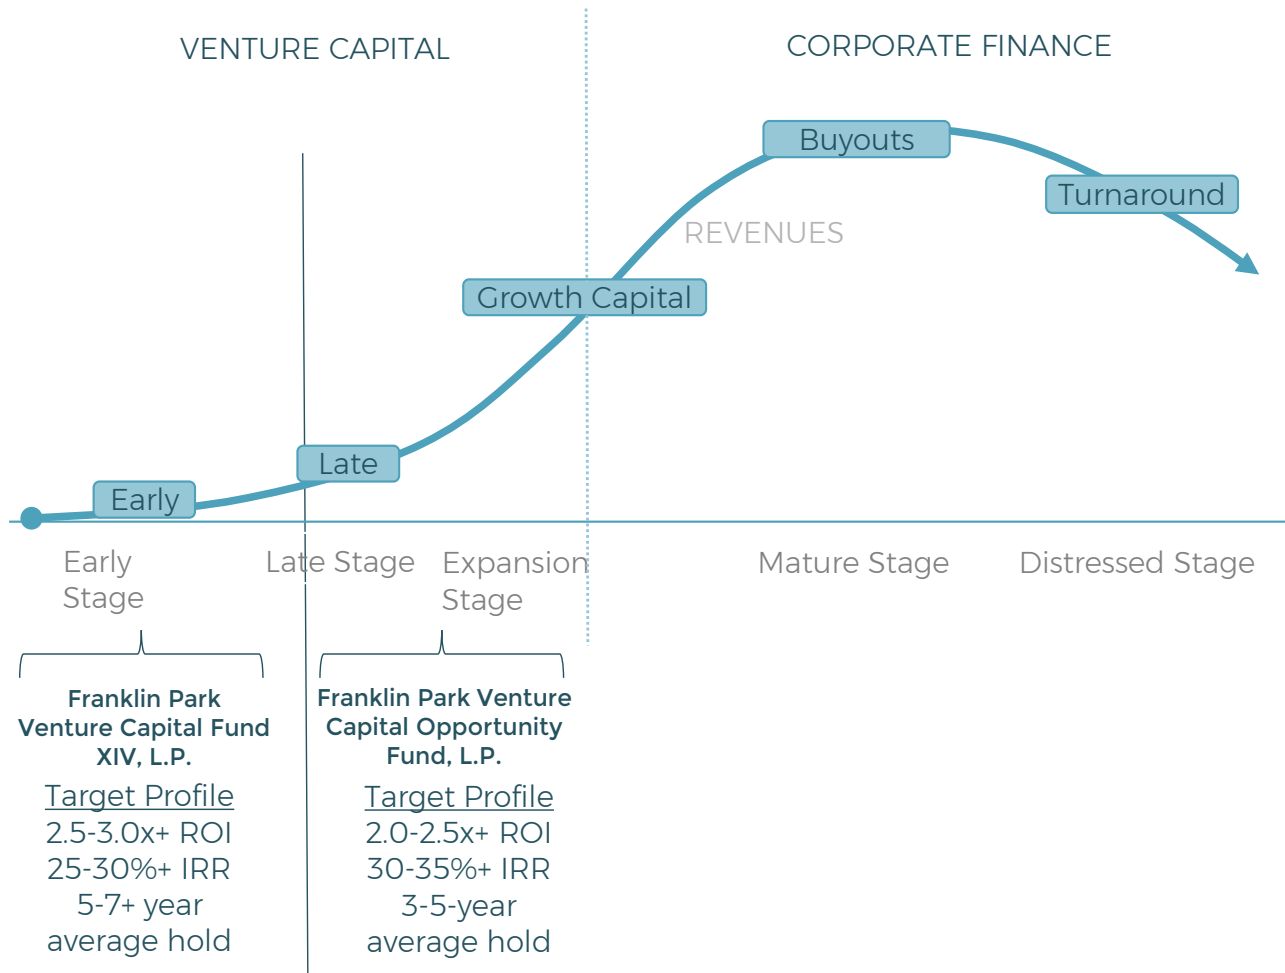 VENTURE CAPITAL
CORPORATE FINANCE
Buyouts
Turnaround
REVENUES
Growth Capital
Late
Early
Early
Stage
Late Stage
Expansion
Stage
Mature Stage
Distressed Stage
Franklin Park
Venture Capital Fund
XIV, L.P.
Target Profile
2.5-3.0x+ ROI
25-30%+ IRR
5-7+ year
average hold
Franklin Park Venture
Capital Opportunity
Fund, L.P.
Target Profile
2.0-2.5x+ ROI
30-35%+ IRR
3-5-year
average hold